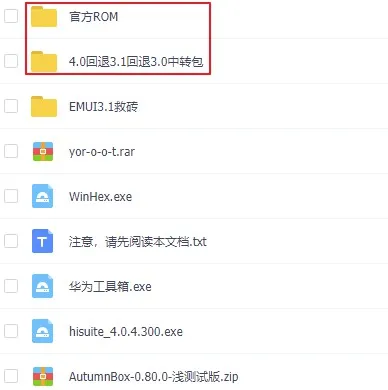 官方ROM
4.0回退3.1回退3.0中转包
EMUI3.1救砖
yor-o-o-t.rar
WinHex.exe
注意，请先阅读本文档.txt
华为工具箱.exe
hisuite_4.0.4.300.exe
AutumnBox-0.80.0-浅测试版.zip